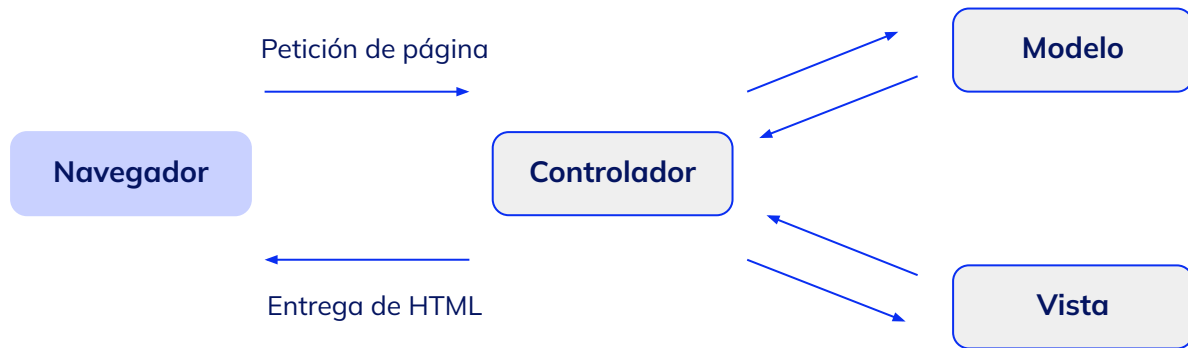 Petición de página
Modelo
Navegador
Controlador
Entrega de HTML
Vista